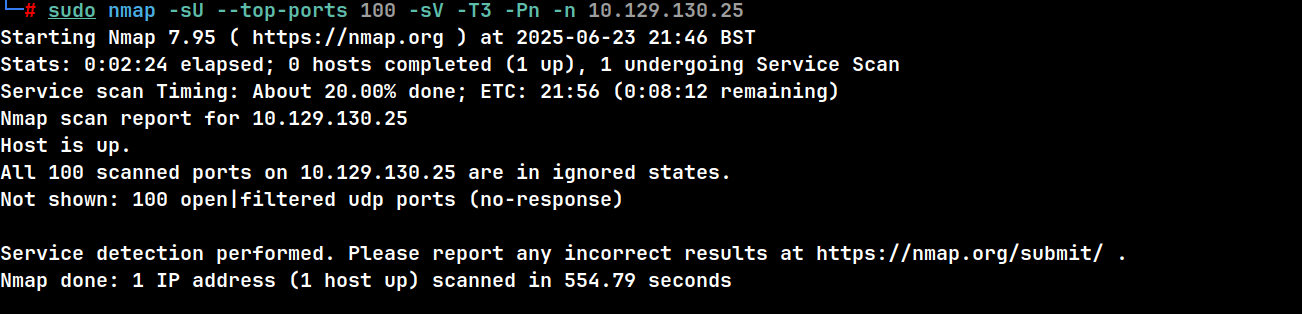 └─# sudo nmap -sU --top-ports 100 -sV -T3 -Pn -n 10.129.130.25
Starting Nmap 7.95 ( https://nmap.org ) at 2025-06-23 21:46 BST
Stats: 0:02:24 elapsed; 0 hosts completed (1 up), 1 undergoing Service Scan
Service scan Timing: About 20.00% done; ETC: 21:56 (0:08:12 remaining)
Nmap scan report for 10.129.130.25
Host is up.
All 100 scanned ports on 10.129.130.25 are in ignored states.
Not shown: 100 open|filtered udp ports (no-response)

Service detection performed. Please report any incorrect results at https://nmap.org/submit/ .
Nmap done: 1 IP address (1 host up) scanned in 554.79 seconds